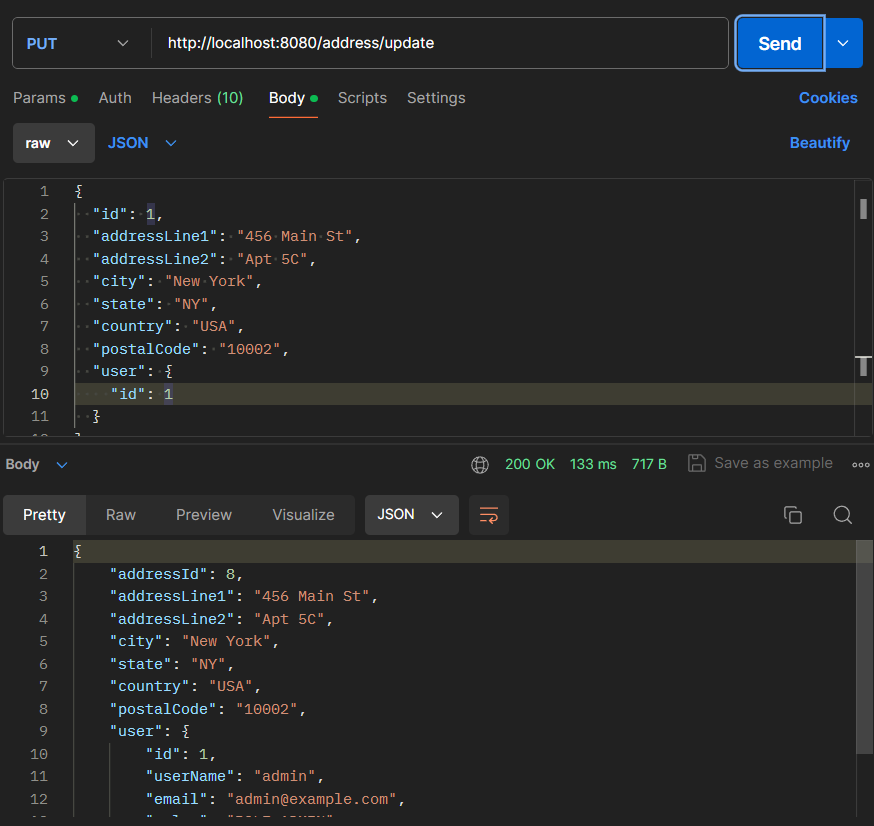 PUT http://localhost:8080/address/update Send
Params Auth Headers (10) Body Scripts Settings Cookies
raw JSON Beautify
1 {
2 "id": 1,
3 "addressLine1": "456 Main St",
4 "addressLine2": "Apt 5C",
5 "city": "New York",
6 "state": "NY",
7 "country": "USA",
8 "postalCode": "10002",
9 "user": {
10 "id": 1
11 }
Body 200 OK 133 ms 717 B Save as example
Pretty Raw Preview Visualize JSON
1 {
2 "addressId": 8,
3 "addressLine1": "456 Main St",
4 "addressLine2": "Apt 5C",
5 "city": "New York",
6 "state": "NY",
7 "country": "USA",
8 "postalCode": "10002",
9 "user": {
10 "id": 1,
11 "userName": "admin",
12 "email": "admin@example.com",